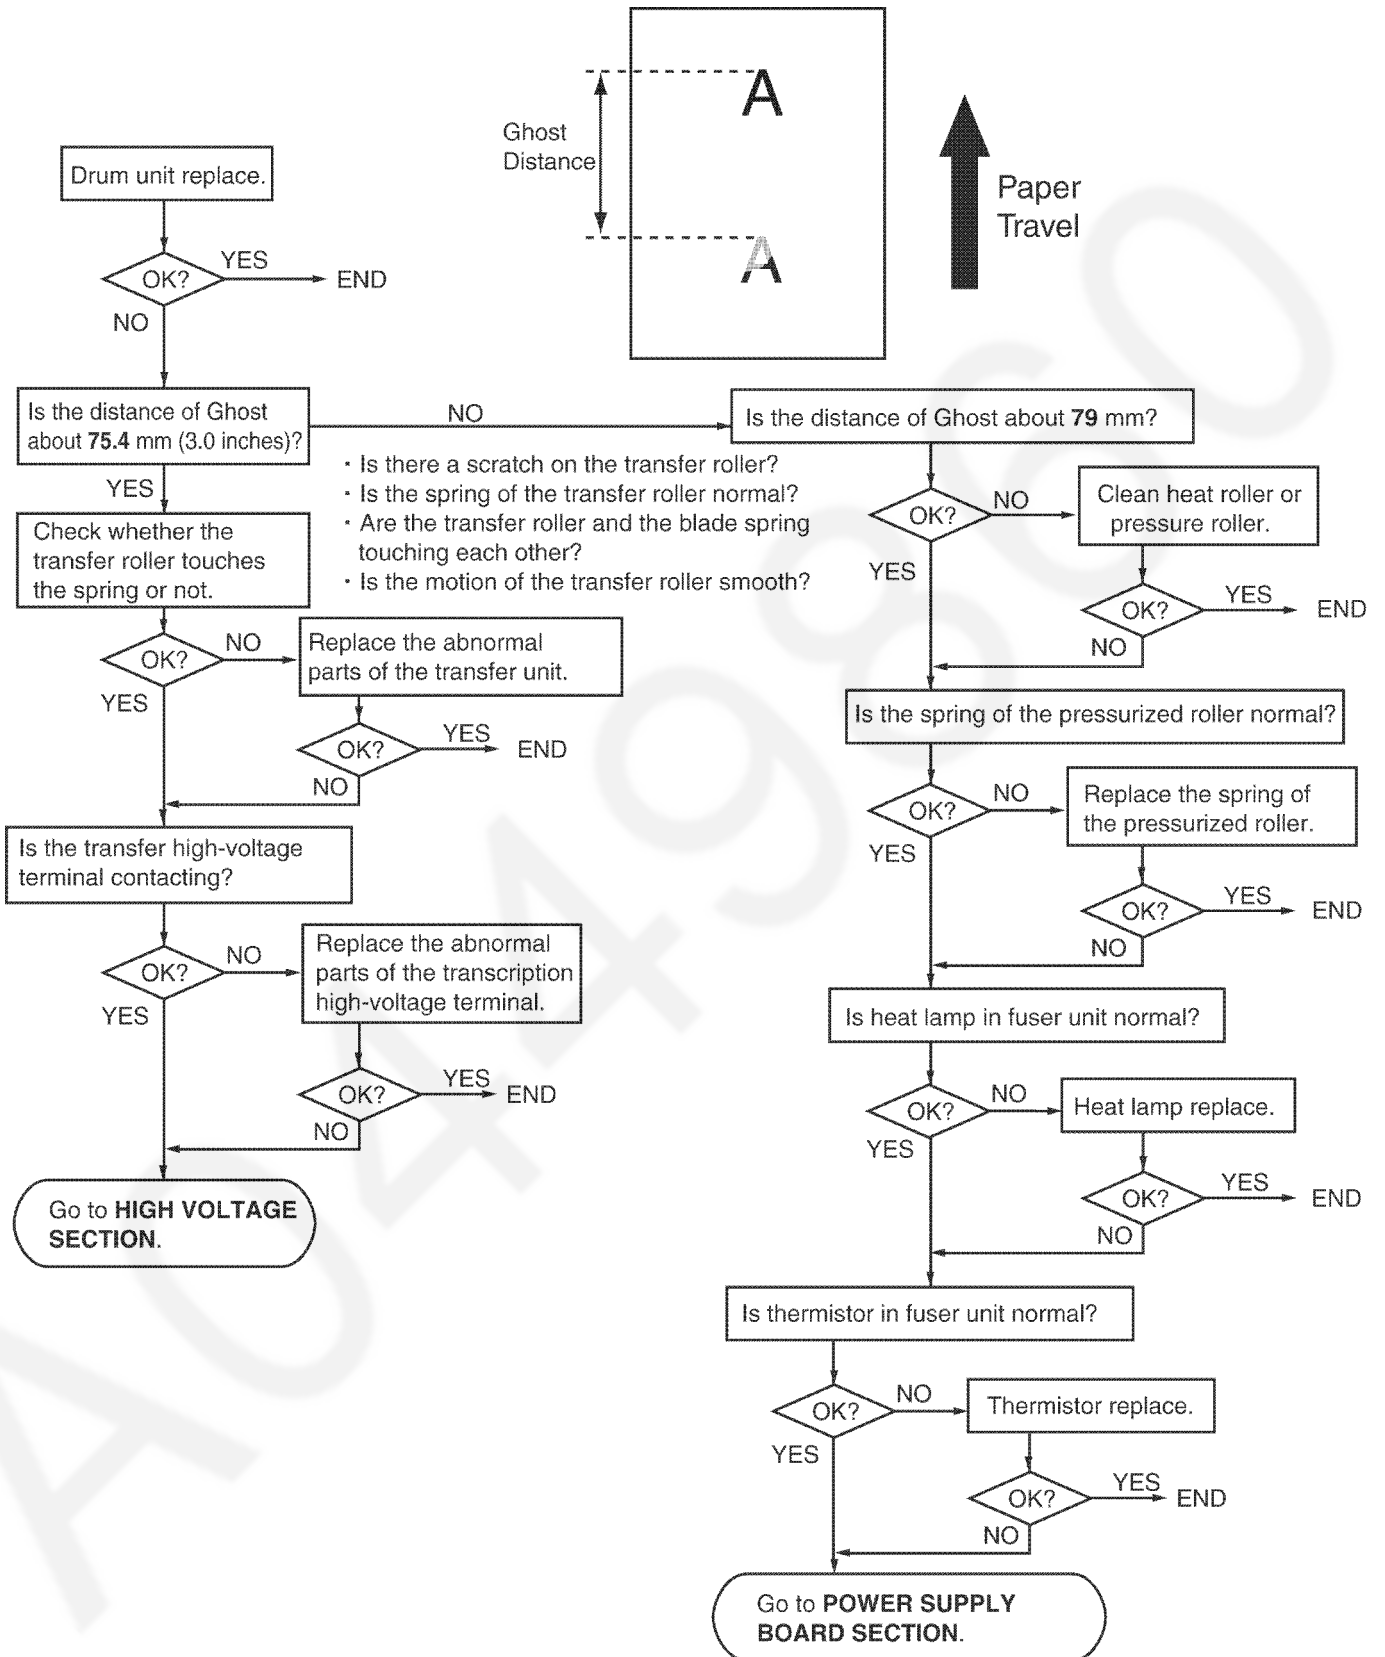 A
Ghost
Distance
A
Paper
Travel
Drum unit replace.
OK?
YES
END
NO
Is the distance of Ghost
about 75.4 mm (3.0 inches)?
NO
YES
Check whether the
transfer roller touches
the spring or not.
· Is there a scratch on the transfer roller?
· Is the spring of the transfer roller normal?
· Are the transfer roller and the blade spring
touching each other?
· Is the motion of the transfer roller smooth?
OK?
NO
Replace the abnormal
parts of the transfer unit.
YES
OK?
YES
END
NO
Is the transfer high-voltage
terminal contacting?
OK?
NO
Replace the abnormal
parts of the transcription
high-voltage terminal.
YES
OK?
YES
END
NO
Go to HIGH VOLTAGE
SECTION.
Is the distance of Ghost about 79 mm?
OK?
NO
Clean heat roller or
pressure roller.
YES
OK?
YES
END
NO
Is the spring of the pressurized roller normal?
OK?
NO
Replace the spring of
the pressurized roller.
YES
OK?
YES
END
NO
Is heat lamp in fuser unit normal?
OK?
NO
Heat lamp replace.
YES
OK?
YES
END
NO
Is thermistor in fuser unit normal?
OK?
NO
Thermistor replace.
YES
OK?
YES
END
NO
Go to POWER SUPPLY
BOARD SECTION.
A0449860